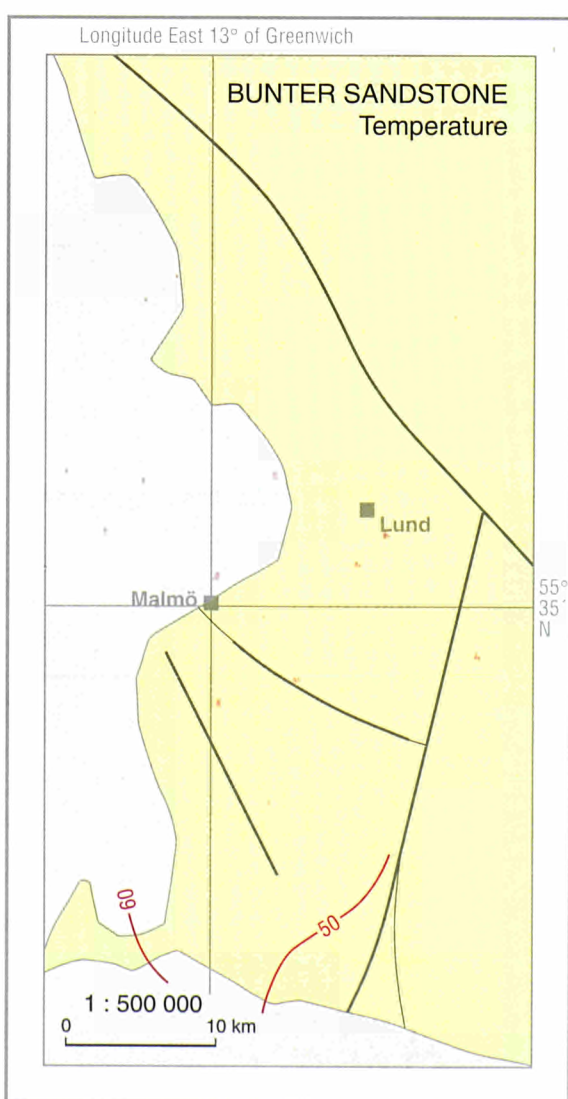 Longitude East 13° of Greenwich
BUNTER SANDSTONE
Temperature
Lund
Malmö
55°
35'
N
60
50
1 : 500 000
0 10 km